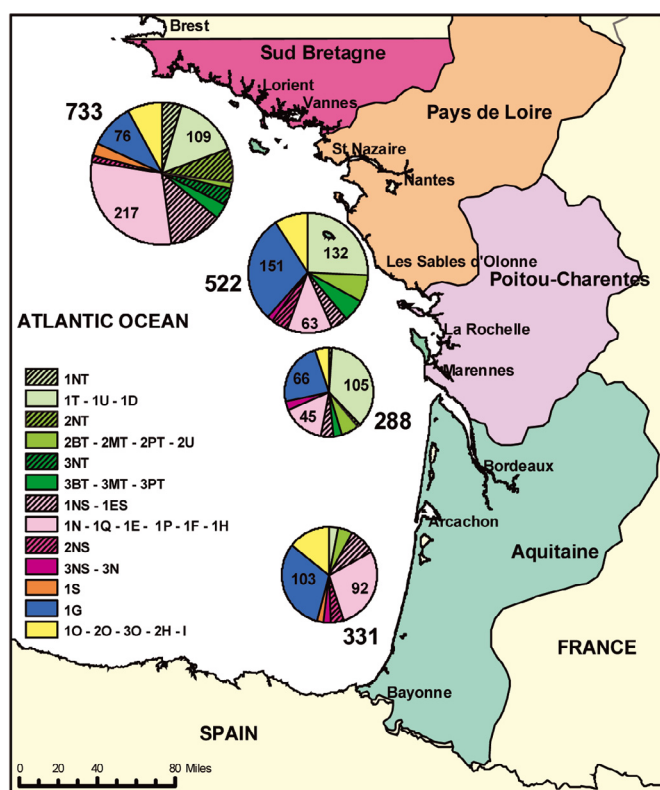 Brest
Sud Bretagne
Lorient
Vannes
733
76
109
217
Pays de Loire
St Nazaire
Nantes
Les Sables d'Olonne
132
151
63
522
Poitou-Charentes
ATLANTIC OCEAN
La Rochelle
Marennes
105
66
45
288
1NT
1T - 1U - 1D
2NT
2BT - 2MT - 2PT - 2U
3NT
3BT - 3MT - 3PT
1NS - 1ES
1N - 1Q - 1E - 1P - 1F - 1H
2NS
3NS - 3N
1S
1G
1O - 2O - 3O - 2H - I
Bordeaux
Arcachon
Aquitaine
103
92
331
FRANCE
Bayonne
SPAIN
0 20 40 80 Miles